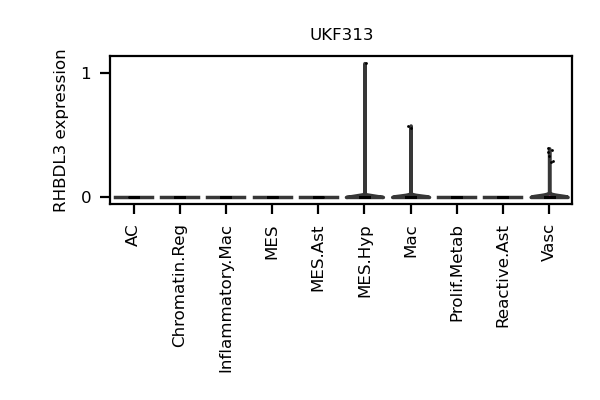 UKF313
RHBDL3 expression
1
0
AC
Chromatin.Reg
Inflammatory.Mac
MES
MES.Ast
MES.Hyp
Mac
Prolif.Metab
Reactive.Ast
Vasc